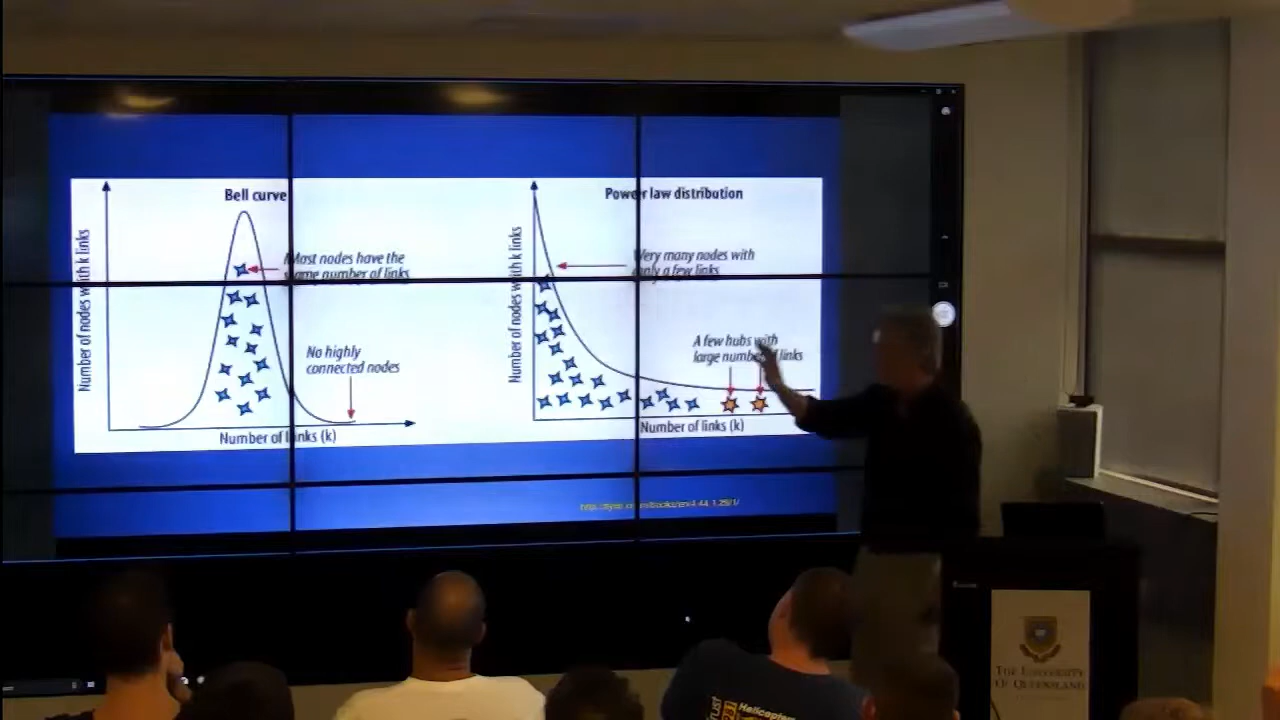 Bell curve
Number of nodes with k links
Most nodes have the
same number of links
No highly
connected nodes
Number of links (k)
Power law distribution
Number of nodes with k links
Very many nodes with
only a few links
A few hubs with
large number of links
Number of links (k)
THE UNIVERSITY
OF QUEENSLAND
Helicopters